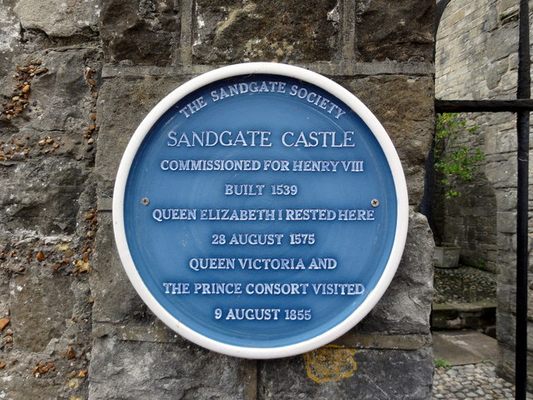 THE SANDGATE SOCIETY
SANDGATE CASTLE
COMMISSIONED FOR HENRY VIII
BUILT 1539
QUEEN ELIZABETH I RESTED HERE
28 AUGUST 1575
QUEEN VICTORIA AND
THE PRINCE CONSORT VISITED
9 AUGUST 1855